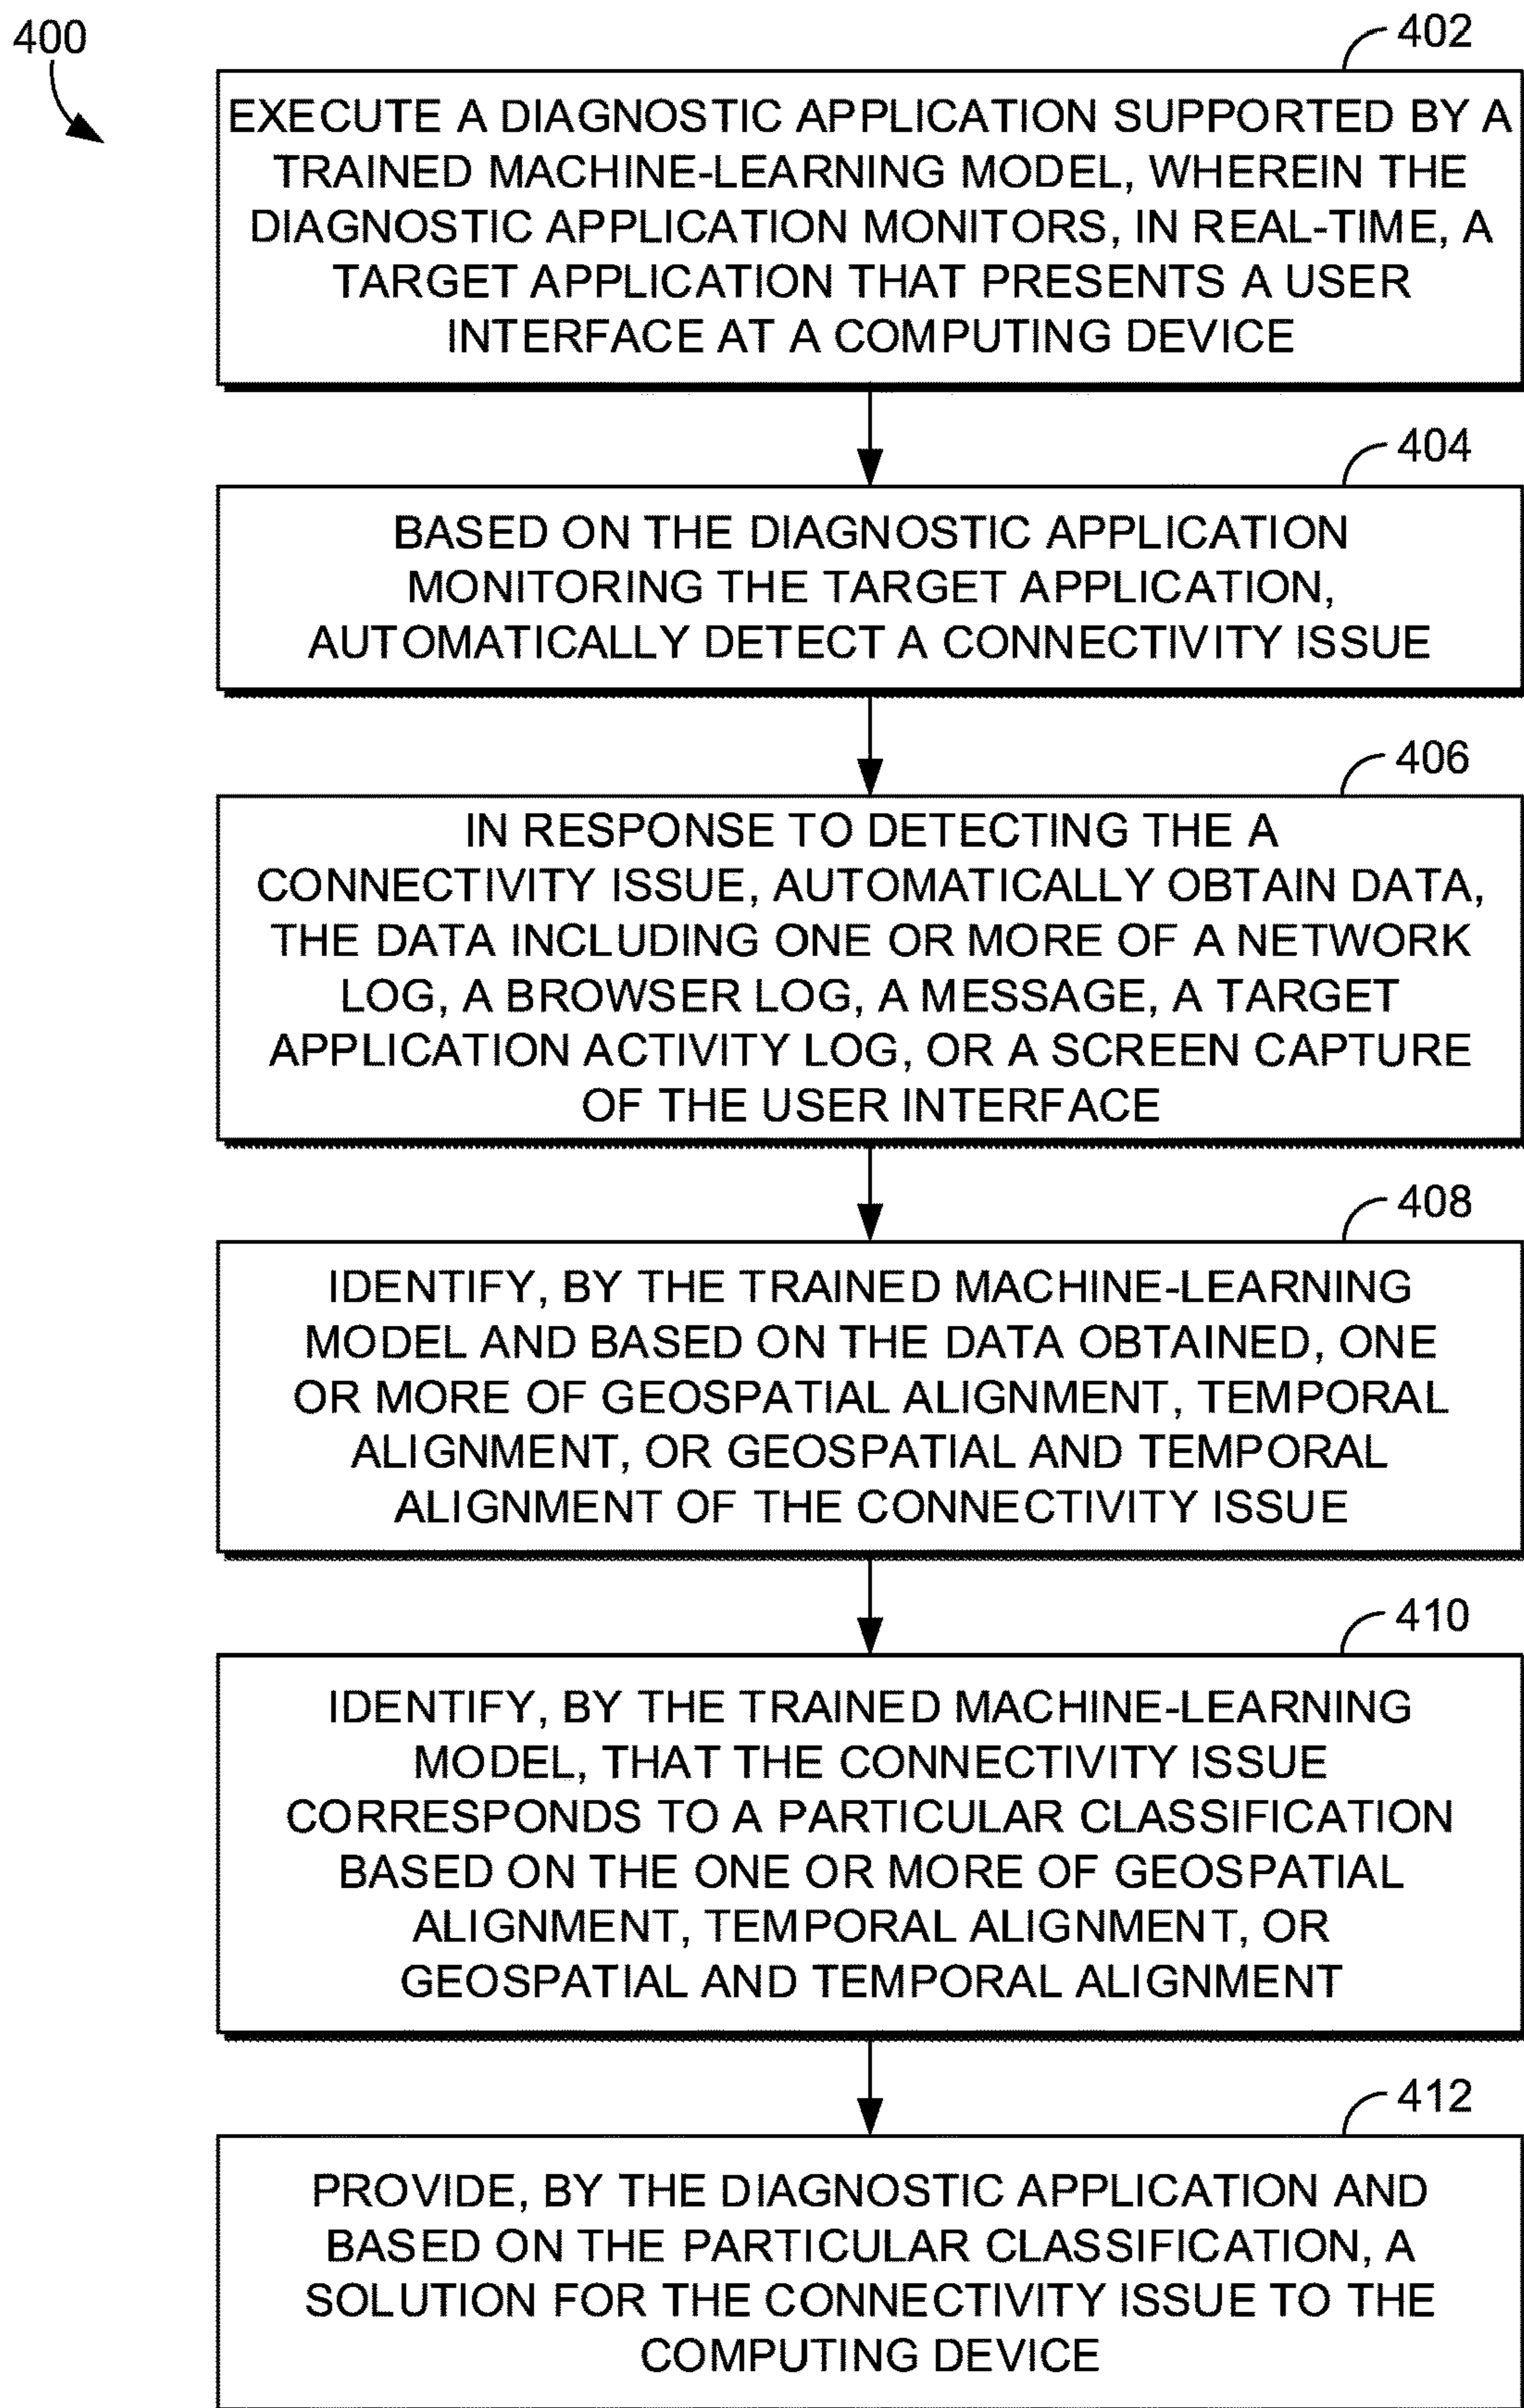 400
402
EXECUTE A DIAGNOSTIC APPLICATION SUPPORTED BY A
TRAINED MACHINE-LEARNING MODEL, WHEREIN THE
DIAGNOSTIC APPLICATION MONITORS, IN REAL-TIME, A
TARGET APPLICATION THAT PRESENTS A USER
INTERFACE AT A COMPUTING DEVICE
404
BASED ON THE DIAGNOSTIC APPLICATION
MONITORING THE TARGET APPLICATION,
AUTOMATICALLY DETECT A CONNECTIVITY ISSUE
406
IN RESPONSE TO DETECTING THE A
CONNECTIVITY ISSUE, AUTOMATICALLY OBTAIN DATA,
THE DATA INCLUDING ONE OR MORE OF A NETWORK
LOG, A BROWSER LOG, A MESSAGE, A TARGET
APPLICATION ACTIVITY LOG, OR A SCREEN CAPTURE
OF THE USER INTERFACE
408
IDENTIFY, BY THE TRAINED MACHINE-LEARNING
MODEL AND BASED ON THE DATA OBTAINED, ONE
OR MORE OF GEOSPATIAL ALIGNMENT, TEMPORAL
ALIGNMENT, OR GEOSPATIAL AND TEMPORAL
ALIGNMENT OF THE CONNECTIVITY ISSUE
410
IDENTIFY, BY THE TRAINED MACHINE-LEARNING
MODEL, THAT THE CONNECTIVITY ISSUE
CORRESPONDS TO A PARTICULAR CLASSIFICATION
BASED ON THE ONE OR MORE OF GEOSPATIAL
ALIGNMENT, TEMPORAL ALIGNMENT, OR
GEOSPATIAL AND TEMPORAL ALIGNMENT
412
PROVIDE, BY THE DIAGNOSTIC APPLICATION AND
BASED ON THE PARTICULAR CLASSIFICATION, A
SOLUTION FOR THE CONNECTIVITY ISSUE TO THE
COMPUTING DEVICE